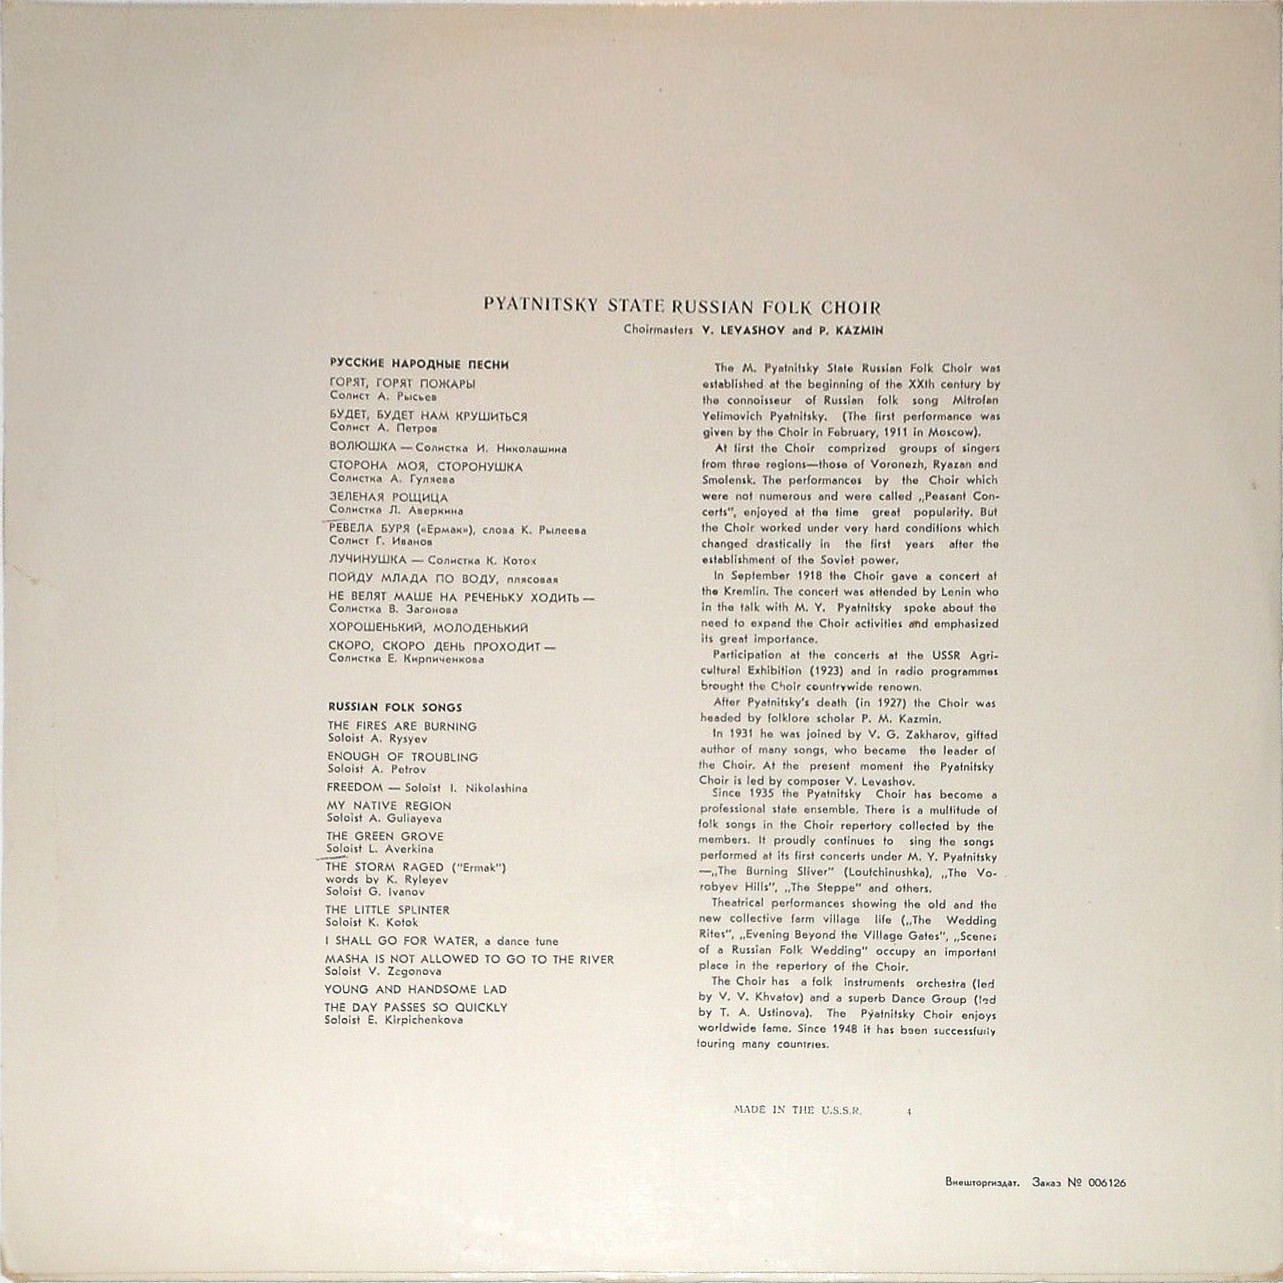 PYATNITSKY STATE RUSSIAN FOLK CHOIR
Choirmasters V. LEVASHOV and P. KAZMIN
РУССКИЕ НАРОДНЫЕ ПЕСНИ
ГОРЯТ, ГОРЯТ ПОЖАРЫ
Солист А. Рысьев
БУДЕТ, БУДЕТ НАМ КРУШИТЬСЯ
Солист А. Петров
ВОЛЮШКА — Солистка И. Николашина
СТОРОНА МОЯ, СТОРОНУШКА
Солистка А. Гуляева
ЗЕЛЕНАЯ РОЩИЦА
Солистка Л. Аверкина
РЕВЕЛА БУРЯ («Ермак»), слова К. Рылеева
Солист Г. Иванов
ЛУЧИНУШКА — Солистка К. Котох
ПОЙДУ МЛАДА ПО ВОДУ, плясовая
НЕ ВЕЛЯТ МАШЕ НА РЕЧЕНЬКУ ХОДИТЬ —
Солистка В. Загонова
ХОРОШЕНЬКИЙ, МОЛОДЕНЬКИЙ
СКОРО, СКОРО ДЕНЬ ПРОХОДИТ —
Солистка Е. Кирпиченкова
RUSSIAN FOLK SONGS
THE FIRES ARE BURNING
Soloist A. Rysyev
ENOUGH OF TROUBLING
Soloist A. Petrov
FREEDOM — Soloist I. Nikolashina
MY NATIVE REGION
Soloist A. Guliayeva
THE GREEN GROVE
Soloist L. Averkina
THE STORM RAGED ("Ermak")
words by K. Ryleyev
Soloist G. Ivanov
THE LITTLE SPLINTER
Soloist K. Kotok
I SHALL GO FOR WATER, a dance tune
MASHA IS NOT ALLOWED TO GO TO THE RIVER
Soloist V. Zagonova
YOUNG AND HANDSOME LAD
THE DAY PASSES SO QUICKLY
Soloist E. Kirpichenkova
The M. Pyatnitsky State Russian Folk Choir was
established at the beginning of the XXth century by
the connoisseur of Russian folk song Mitrofan
Yefimovich Pyatnitsky. (The first performance was
given by the Choir in February, 1911 in Moscow).
At first the Choir comprized groups of singers
from three regions—those of Voronezh, Ryazan and
Smolensk. The performances by the Choir which
were not numerous and were called „Peasant Con-
certs", enjoyed at the time great popularity. But
the Choir worked under very hard conditions which
changed drastically in the first years after the
establishment of the Soviet power.
In September 1918 the Choir gave a concert at
the Kremlin. The concert was attended by Lenin who
in the talk with M. Y. Pyatnitsky spoke about the
need to expand the Choir activities and emphasized
its great importance.
Participation at the concerts at the USSR Agri-
cultural Exhibition (1923) and in radio programmes
brought the Choir countrywide renown.
After Pyatnitsky's death (in 1927) the Choir was
headed by folklore scholar P. M. Kazmin.
In 1931 he was joined by V. G. Zakharov, gifted
author of many songs, who became the leader of
the Choir. At the present moment the Pyatnitsky
Choir is led by composer V. Levashov.
Since 1935 the Pyatnitsky Choir has become a
professional state ensemble. There is a multitude of
folk songs in the Choir repertory collected by the
members. It proudly continues to sing the songs
performed at its first concerts under M. Y. Pyatnitsky
—„The Burning Sliver" (Loutchinushka), „The Vo-
robyev Hills", „The Steppe" and others.
Theatrical performances showing the old and the
new collective farm village life („The Wedding
Rites", „Evening Beyond the Village Gates", „Scenes
of a Russian Folk Wedding" occupy an important
place in the repertory of the Choir.
The Choir has a folk instruments orchestra (led
by V. V. Khvatov) and a superb Dance Group (led
by T. A. Ustinova). The Pyatnitsky Choir enjoys
worldwide fame. Since 1948 it has been successfully
touring many countries.
MADE IN THE U.S.S.R. 4
Внешторгиздат. Заказ № 006126